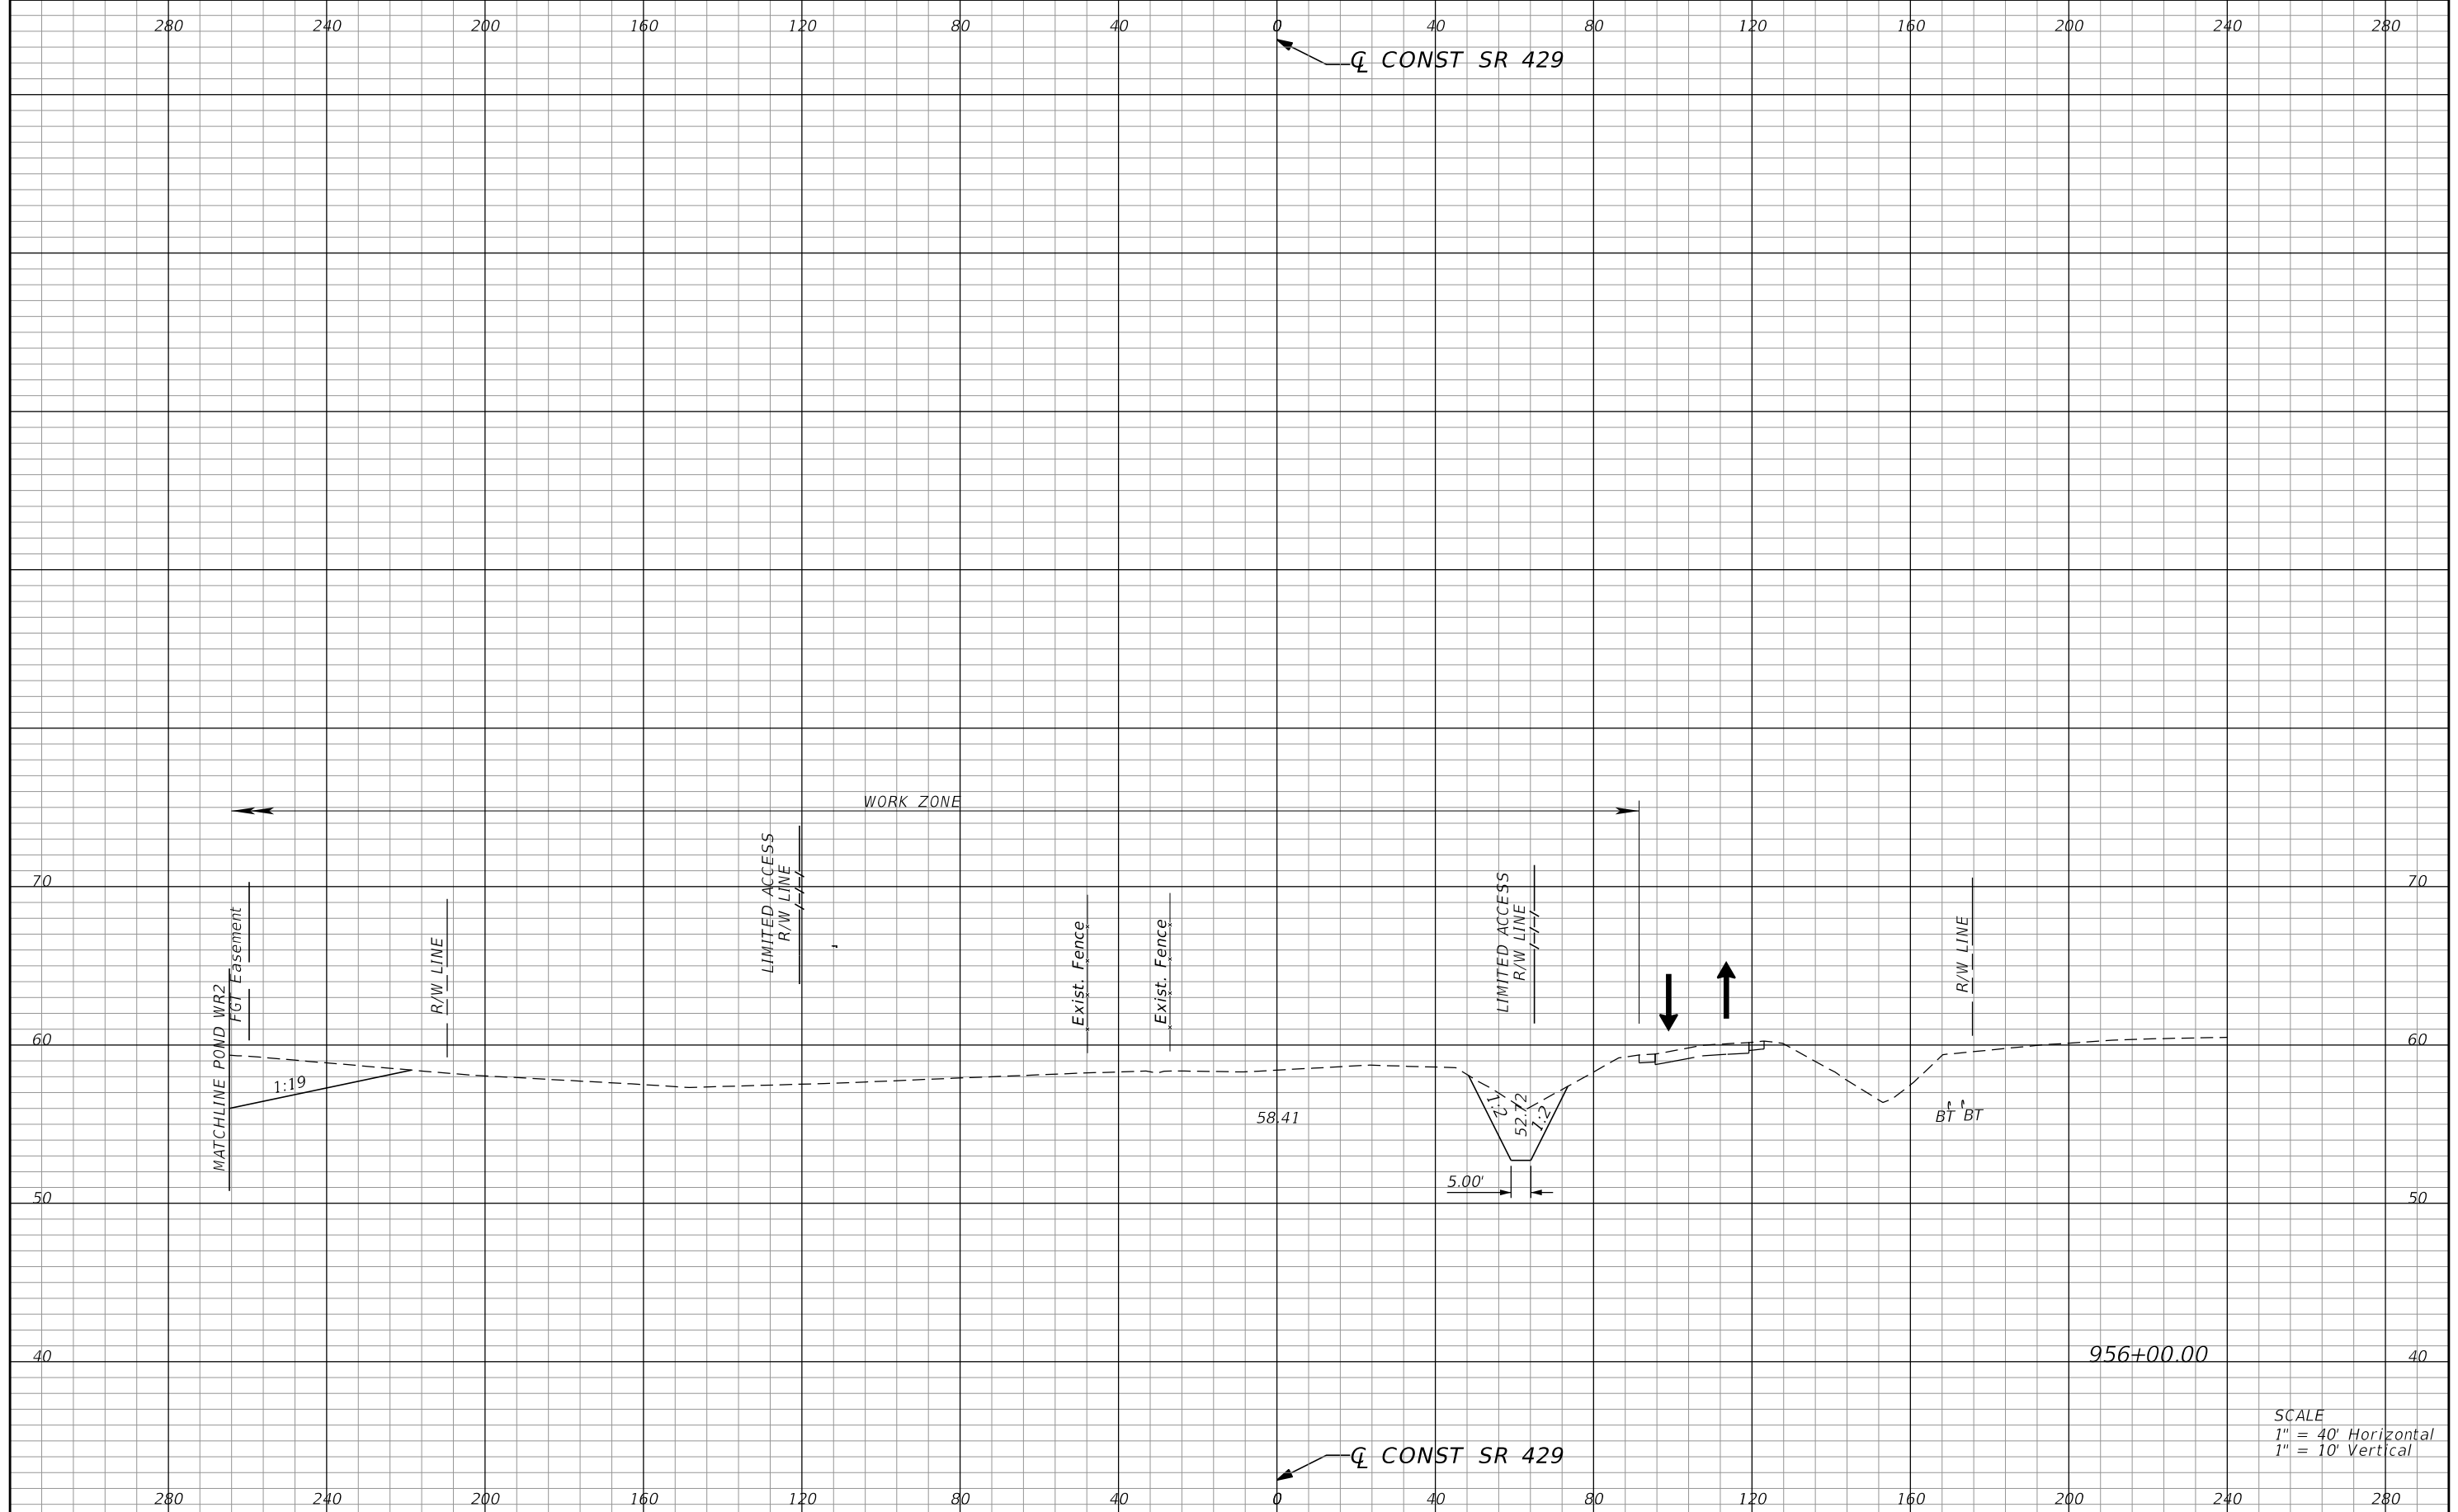 280 240 200 160 120 80 40 0 40 80 120 160 200 240 280
℄ CONST SR 429
WORK ZONE
70 70
MATCHLINE POND WR2
FGT Easement
R/W LINE
LIMITED ACCESS
R/W LINE
Exist. Fence
Exist. Fence
LIMITED ACCESS
R/W LINE
R/W LINE
60 60
1:19
58.41
1:2
52.72
1:2
BT BT
5.00'
50 50
40 40
956+00.00
SCALE
1" = 40' Horizontal
1" = 10' Vertical
℄ CONST SR 429
280 240 200 160 120 80 40 0 40 80 120 160 200 240 280